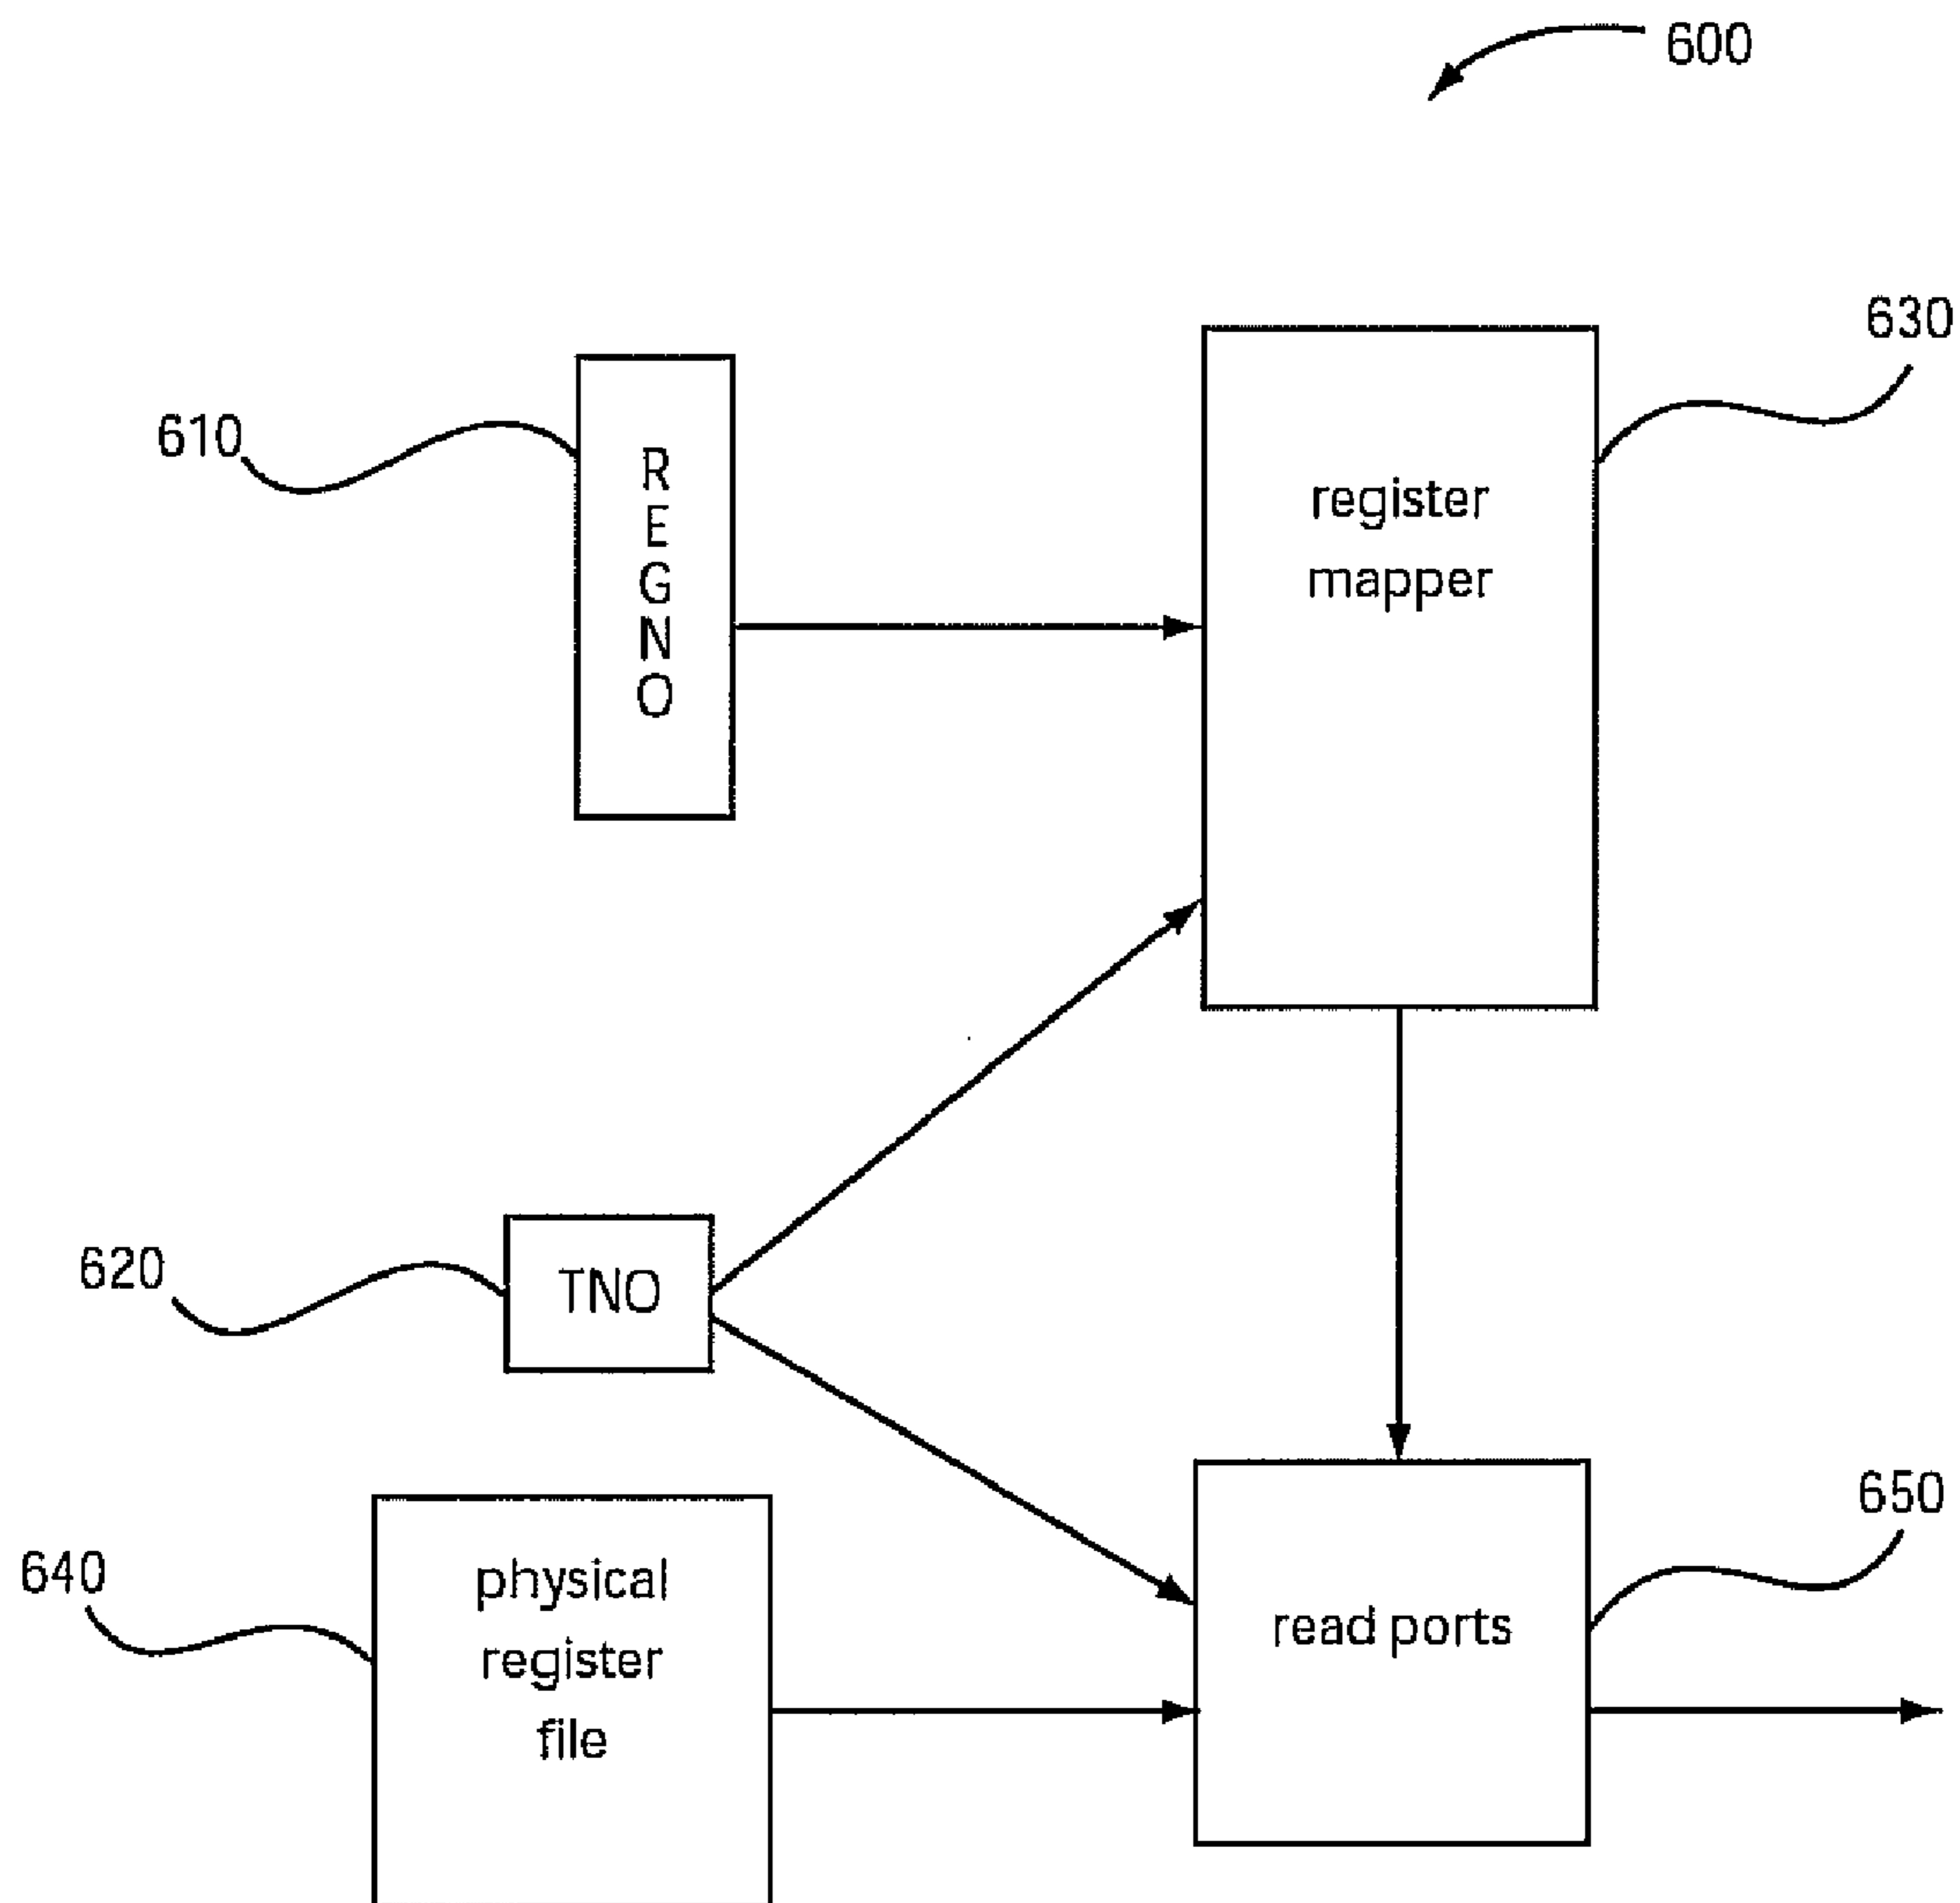 600
630
610
R
E
G
N
O
register
mapper
620
TNO
650
640
physical
register
file
read ports